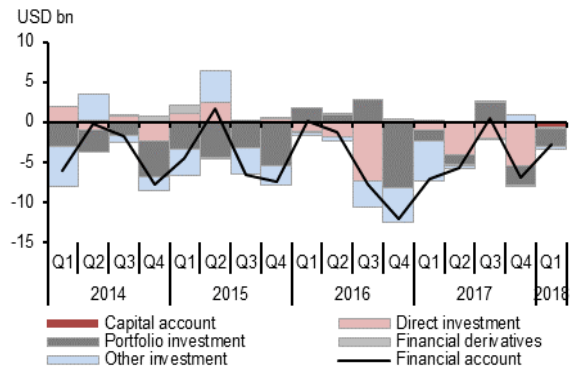 USD bn
10
5
0
-5
-10
-15
Q1 Q2 Q3 Q4 Q1 Q2 Q3 Q4 Q1 Q2 Q3 Q4 Q1 Q2 Q3 Q4 Q1
2014 2015 2016 2017 2018
Capital account Direct investment
Portfolio investment Financial derivatives
Other investment Financial account